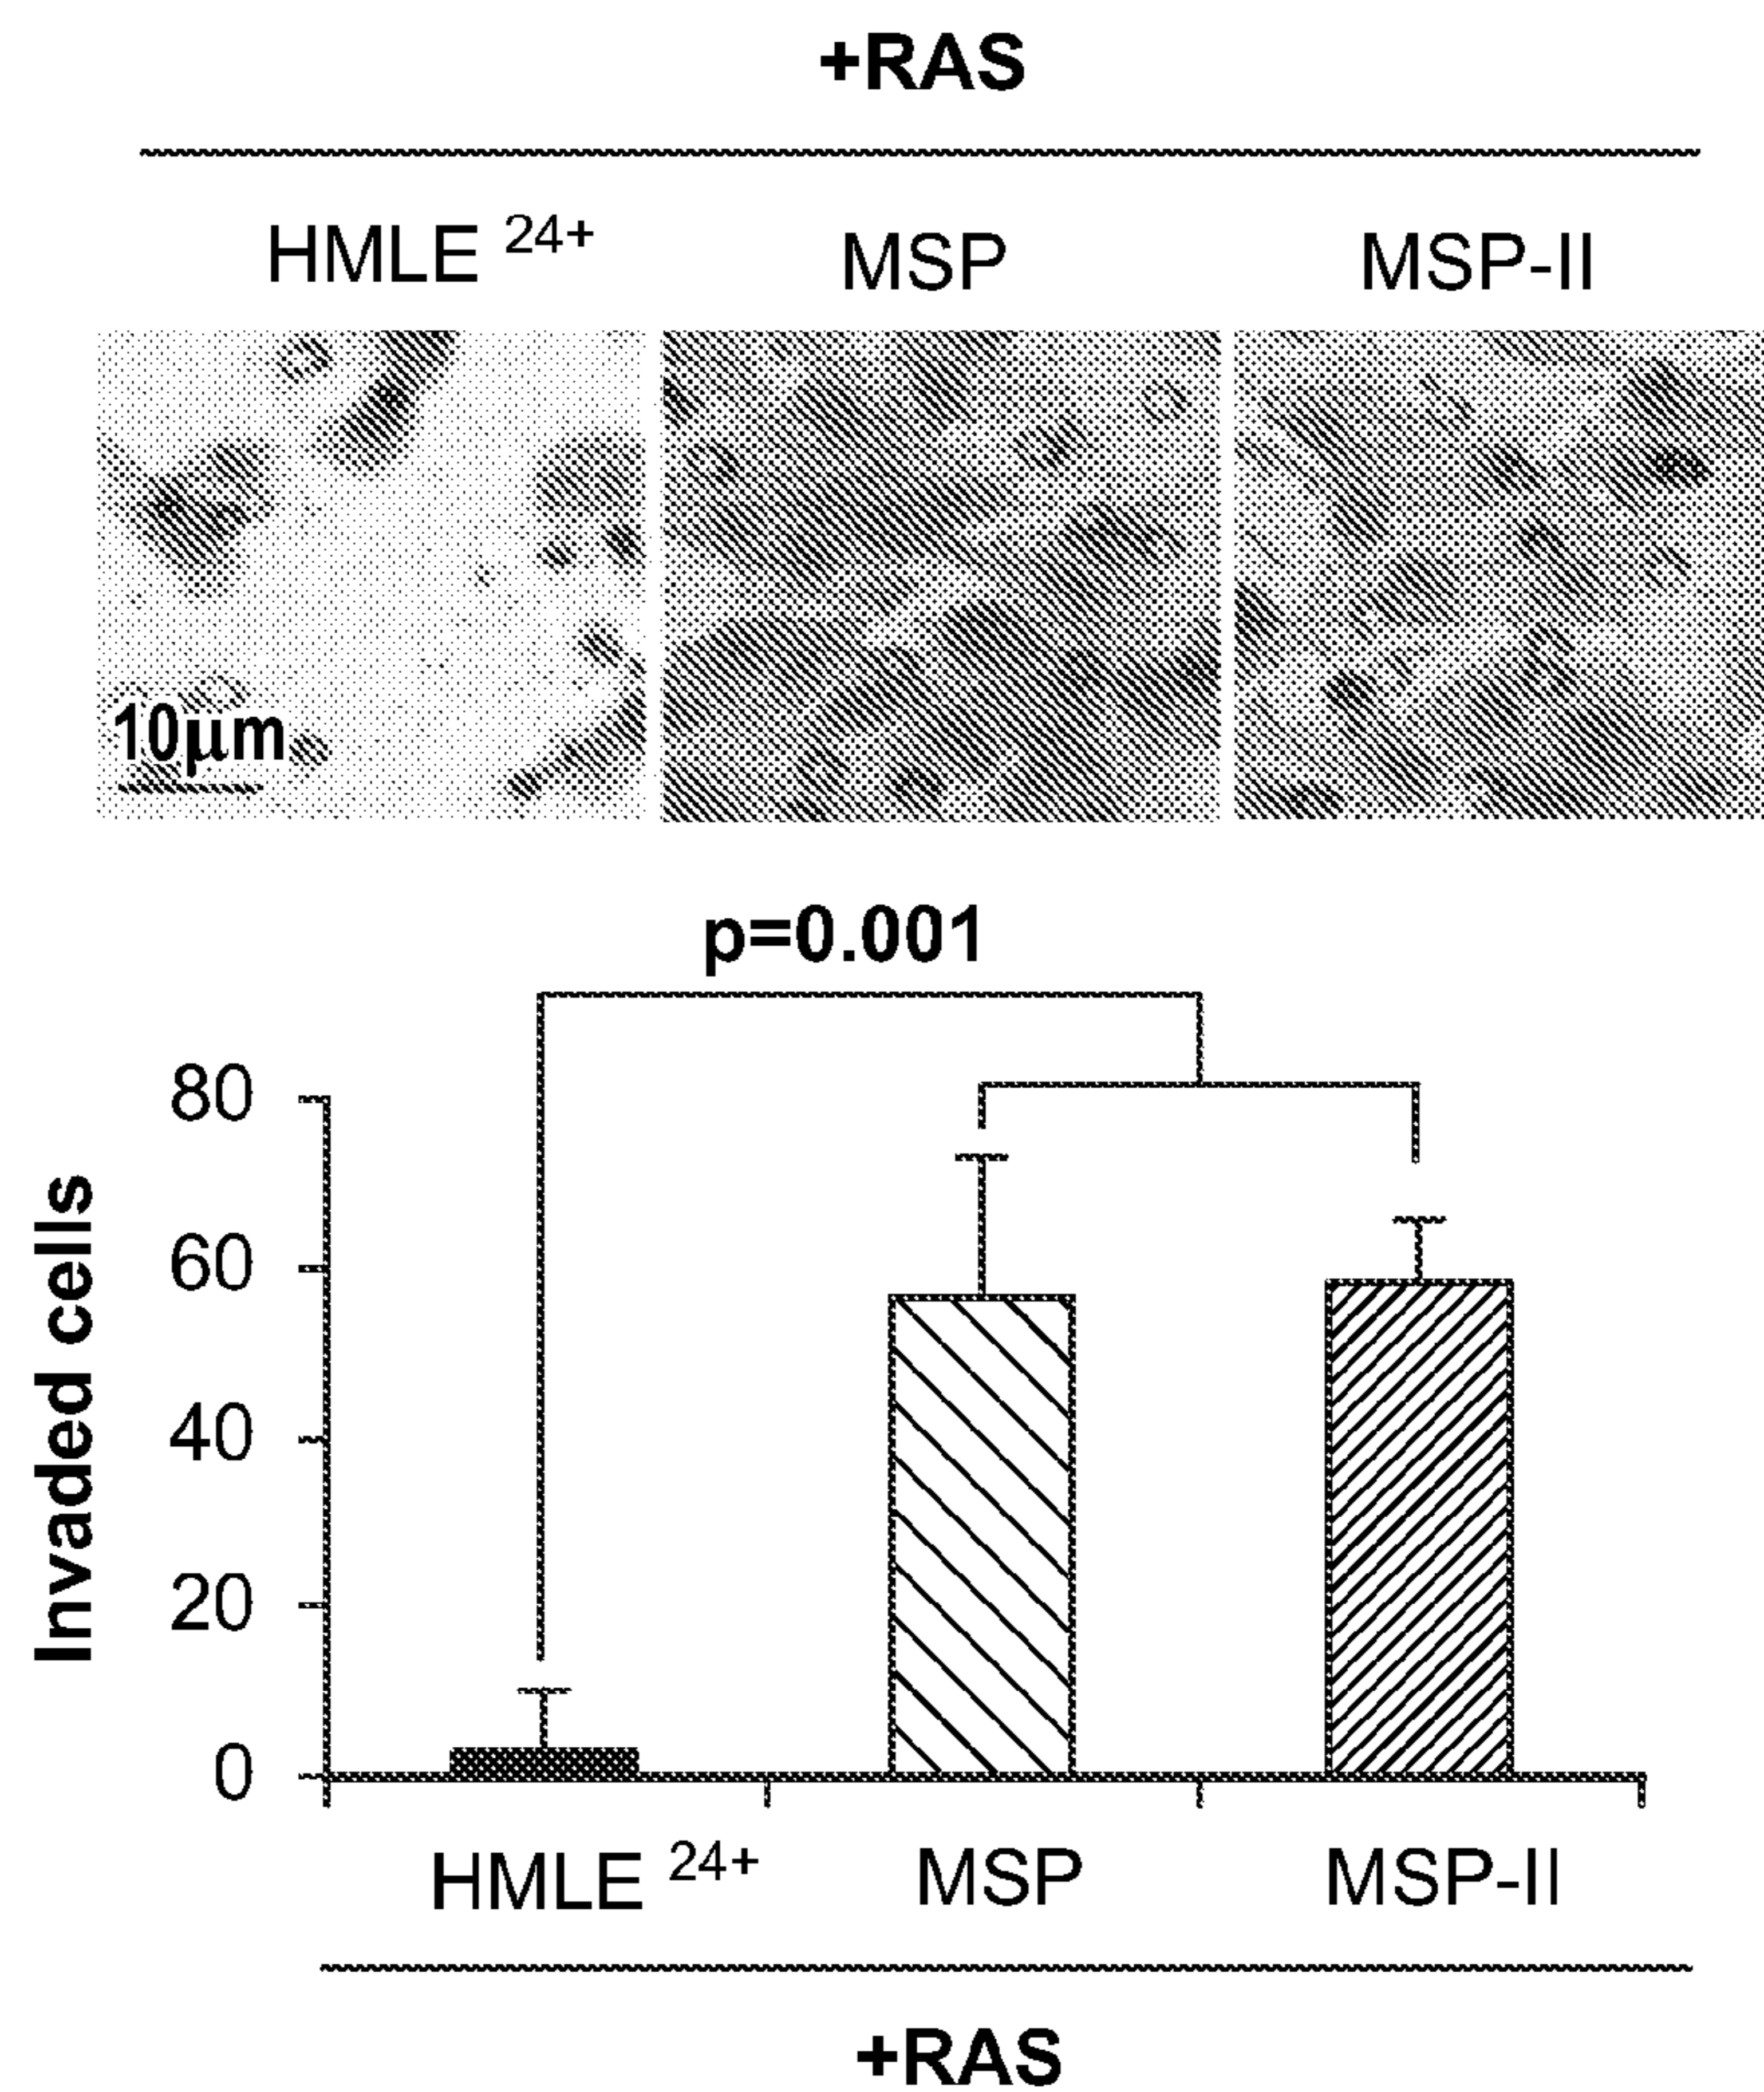 +RAS
HMLE 24+ MSP MSP-II
10μm
p=0.001
80
60
40
20
0
Invaded cells
HMLE 24+ MSP MSP-II
+RAS